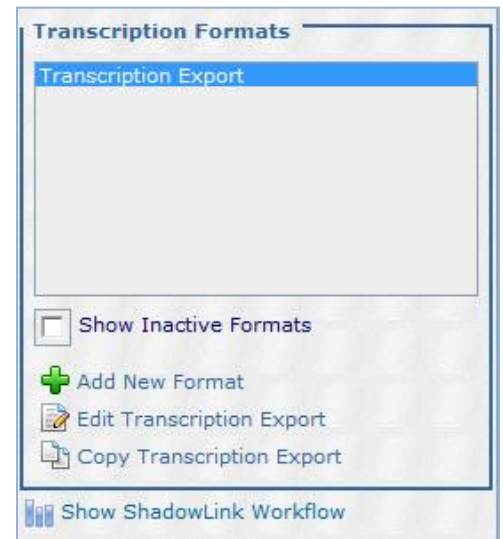 Transcription Formats
Transcription Export
Show Inactive Formats
Add New Format
Edit Transcription Export
Copy Transcription Export
Show ShadowLink Workflow